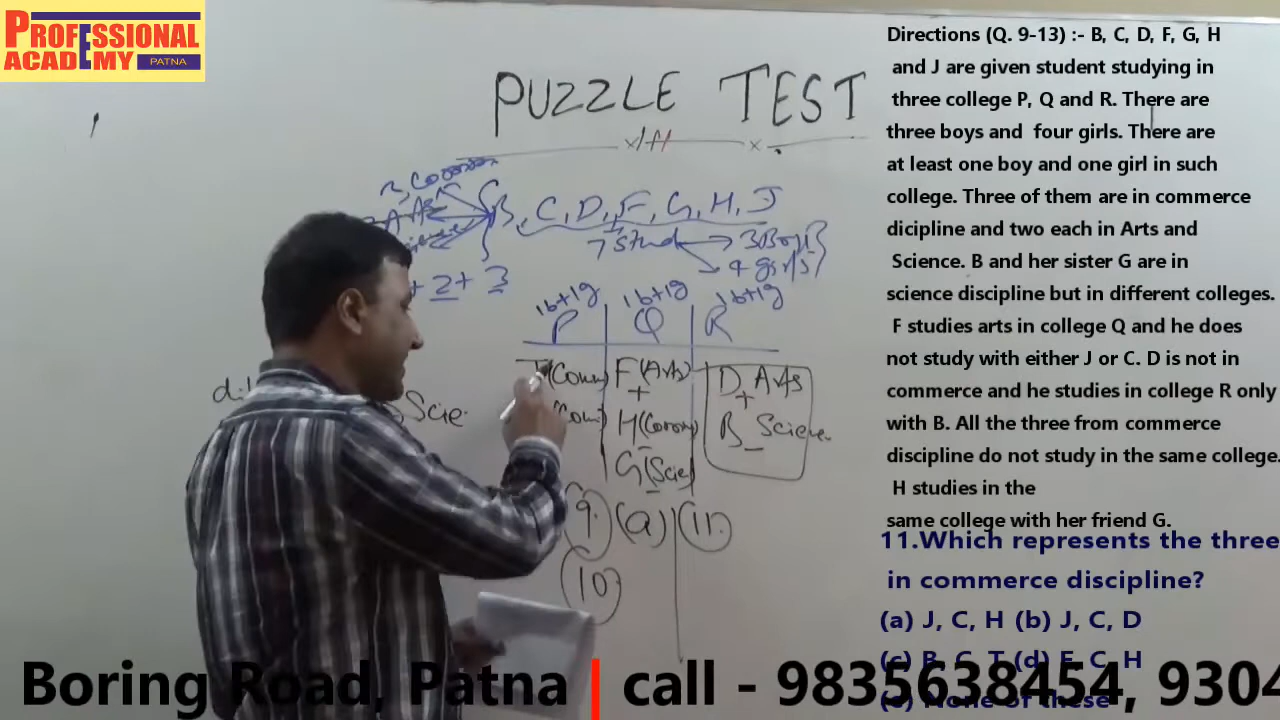 PROFESSIONAL
ACADEMY PATNA
PUZZLE TEST
B, C, D, F, G, H, J
7 stud 3 Boys
4 girls
+ 2 + 3
1b+1g 1b+1g 1b+1g
P Q R
J (Com) F (Arts) D Arts
+ +
(Com) H (Comm) B - Science
G (Scie)
Scie
9. (a) 11.
10
Directions (Q. 9-13) :- B, C, D, F, G, H
and J are given student studying in
three college P, Q and R. There are
three boys and four girls. There are
at least one boy and one girl in such
college. Three of them are in commerce
dicipline and two each in Arts and
Science. B and her sister G are in
science discipline but in different colleges.
F studies arts in college Q and he does
not study with either J or C. D is not in
commerce and he studies in college R only
with B. All the three from commerce
discipline do not study in the same college.
H studies in the
same college with her friend G.
11.Which represents the three
in commerce discipline?
(a) J, C, H (b) J, C, D
(d) F, C, H
(e) None of these
Boring Road, Patna | call - 9835638454, 9304